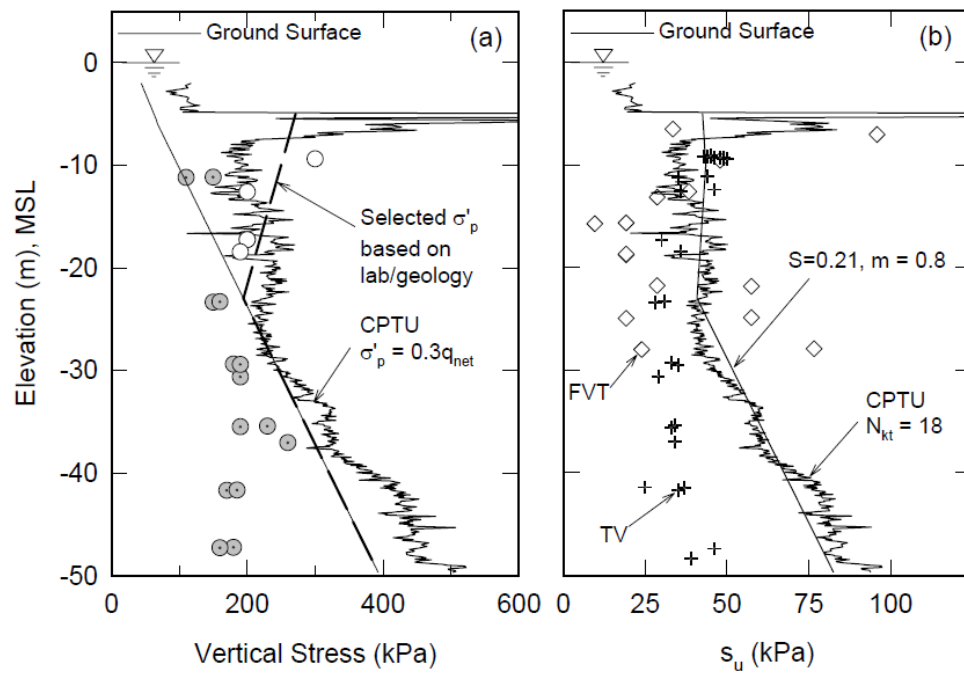 Ground Surface
(a)
0
-10
-20
-30
-40
-50
Elevation (m), MSL
Selected σ'p
based on
lab/geology
CPTU
σ'p = 0.3qnet
0
200
400
600
Vertical Stress (kPa)
Ground Surface
(b)
S=0.21, m = 0.8
FVT
CPTU
Nkt = 18
TV
0
25
50
75
100
su (kPa)